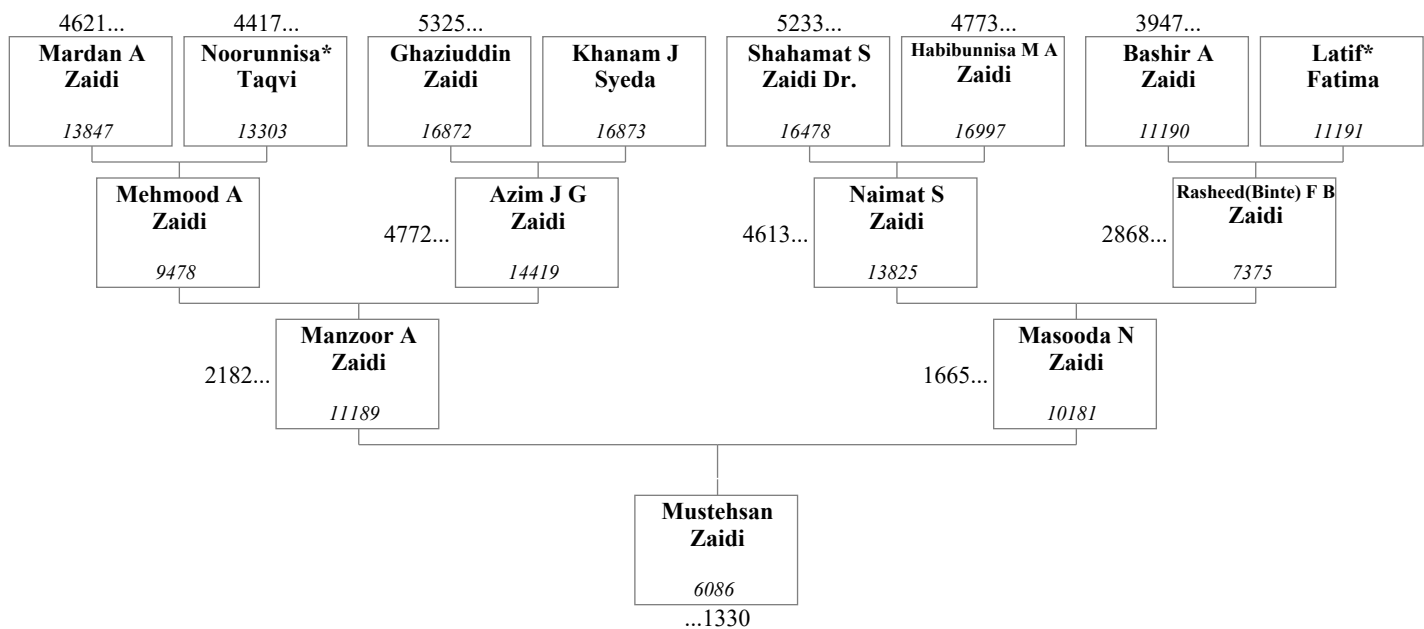 4621...
4417...
5325...
5233...
4773...
3947...
Mardan A
Zaidi
13847
Noorunnisa*
Taqvi
13303
Ghaziuddin
Zaidi
16872
Khanam J
Syeda
16873
Shahamat S
Zaidi Dr.
16478
Habibunnisa M A
Zaidi
16997
Bashir A
Zaidi
11190
Latif*
Fatima
11191
Mehmood A
Zaidi
9478
4772...
Azim J G
Zaidi
14419
4613...
Naimat S
Zaidi
13825
2868...
Rasheed(Binte) F B
Zaidi
7375
2182...
Manzoor A
Zaidi
11189
1665...
Masooda N
Zaidi
10181
Mustehsan
Zaidi
6086
...1330